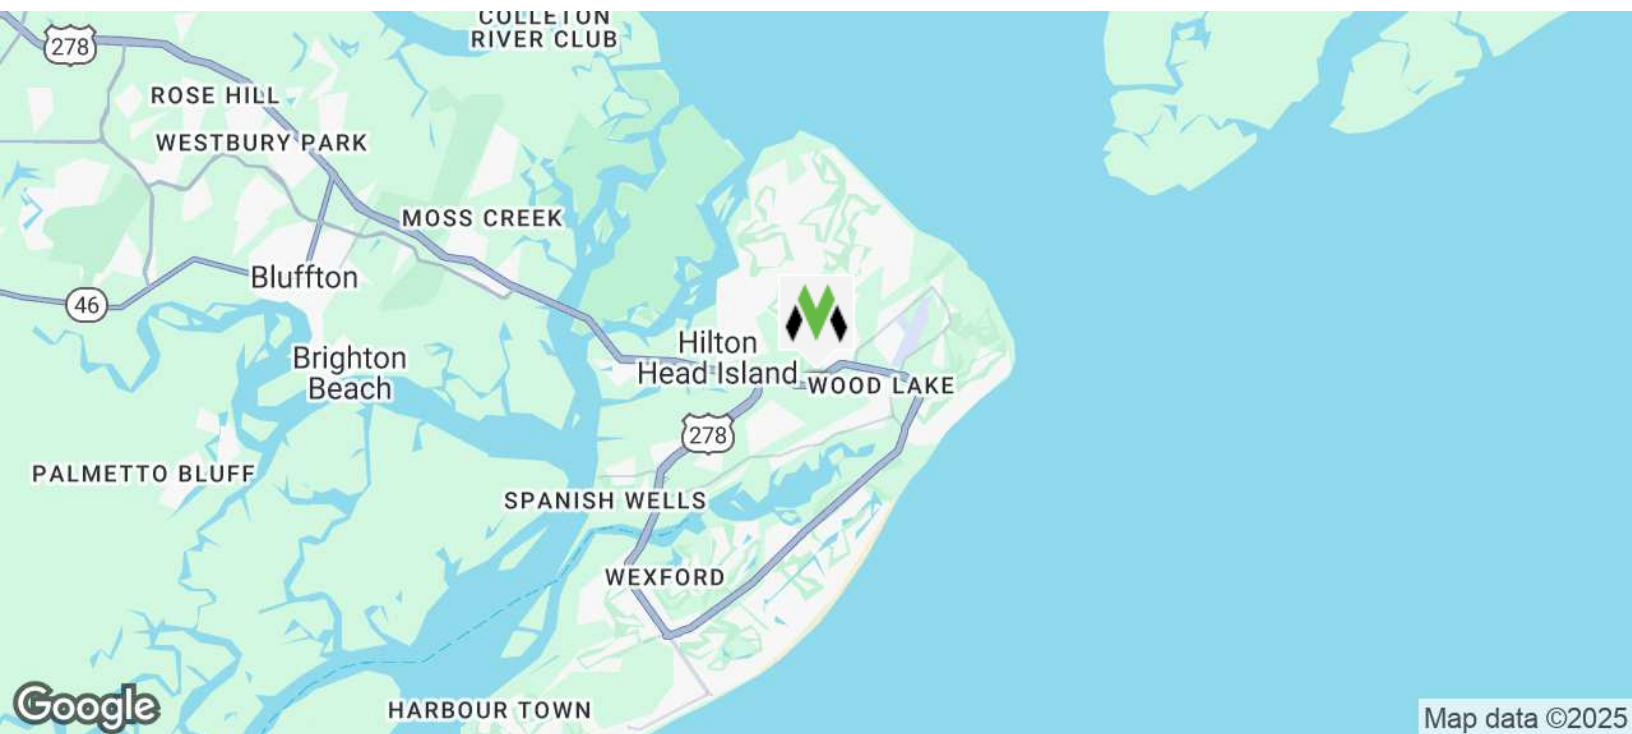 COLLETON
RIVER CLUB
278
ROSE HILL
WESTBURY PARK
MOSS CREEK
Bluffton
46
Hilton
Head Island
Brighton
Beach
WOOD LAKE
278
PALMETTO BLUFF
SPANISH WELLS
WEXFORD
HARBOUR TOWN
Google
Map data ©2025